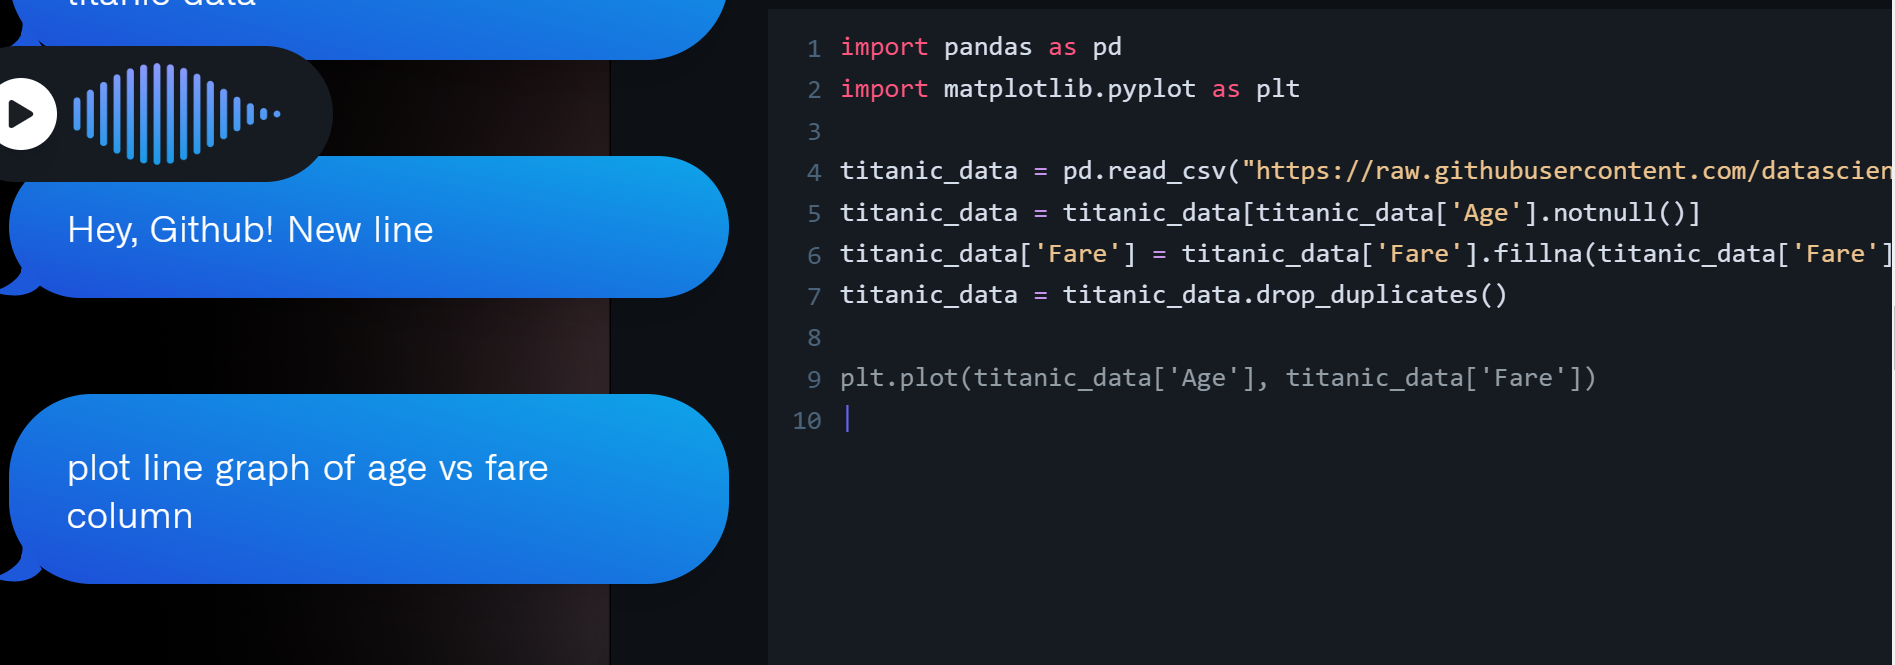 titanic data
Hey, Github! New line
plot line graph of age vs fare
column
1 import pandas as pd
2 import matplotlib.pyplot as plt
3
4 titanic_data = pd.read_csv("https://raw.githubusercontent.com/datascien
5 titanic_data = titanic_data[titanic_data['Age'].notnull()]
6 titanic_data['Fare'] = titanic_data['Fare'].fillna(titanic_data['Fare']
7 titanic_data = titanic_data.drop_duplicates()
8
9 plt.plot(titanic_data['Age'], titanic_data['Fare'])
10